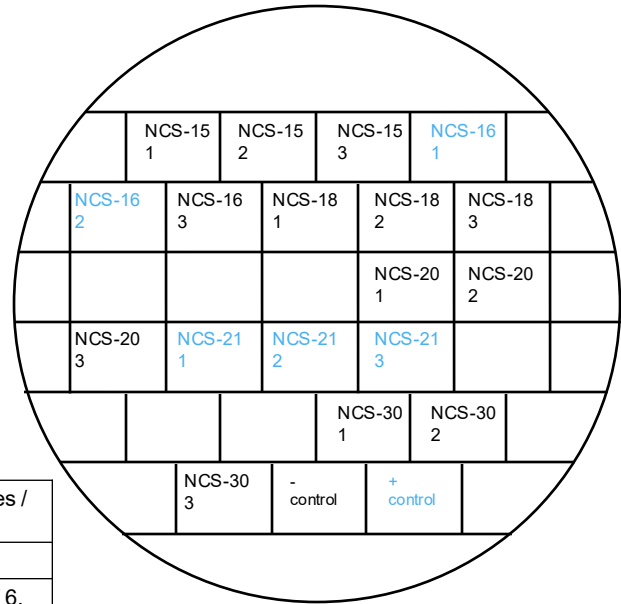 NCS-15 NCS-15 NCS-15 NCS-16
1 2 3 1
NCS-16 NCS-16 NCS-18 NCS-18 NCS-18
2 3 1 2 3
NCS-20 NCS-20
1 2
NCS-20 NCS-21 NCS-21 NCS-21
3 1 2 3
NCS-30 NCS-30
1 2
NCS-30 - +
3 control control
es /
6,